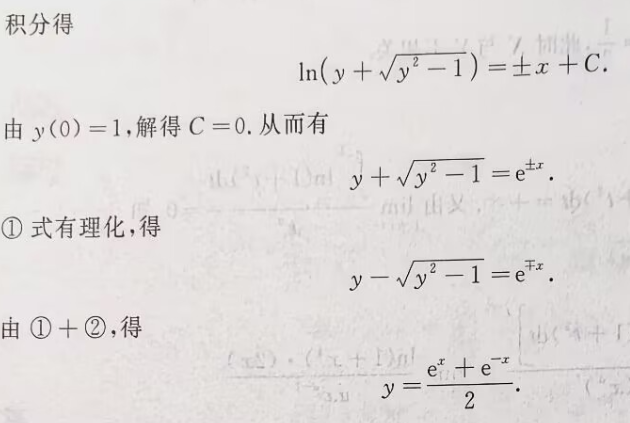 积分得
ln(y + √(y² − 1)) = ±x + C.
由 y(0) = 1, 解得 C = 0. 从而有
y + √(y² − 1) = e^{±x}.
① 式有理化, 得
y − √(y² − 1) = e^{∓x}.
由 ① + ②, 得
y = (e^x + e^{−x}) / 2.